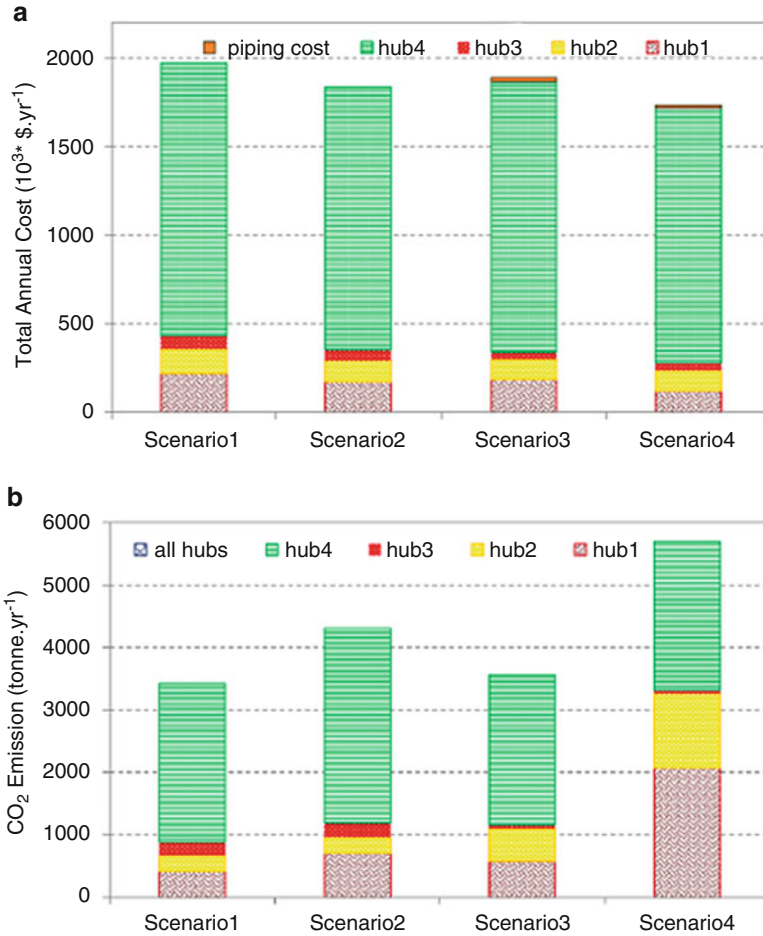 a
piping cost hub4 hub3 hub2 hub1
Total Annual Cost (10³* $.yr⁻¹)
2000
1500
1000
500
0
Scenario1 Scenario2 Scenario3 Scenario4
b
all hubs hub4 hub3 hub2 hub1
CO₂ Emission (tonne.yr⁻¹)
6000
5000
4000
3000
2000
1000
0
Scenario1 Scenario2 Scenario3 Scenario4